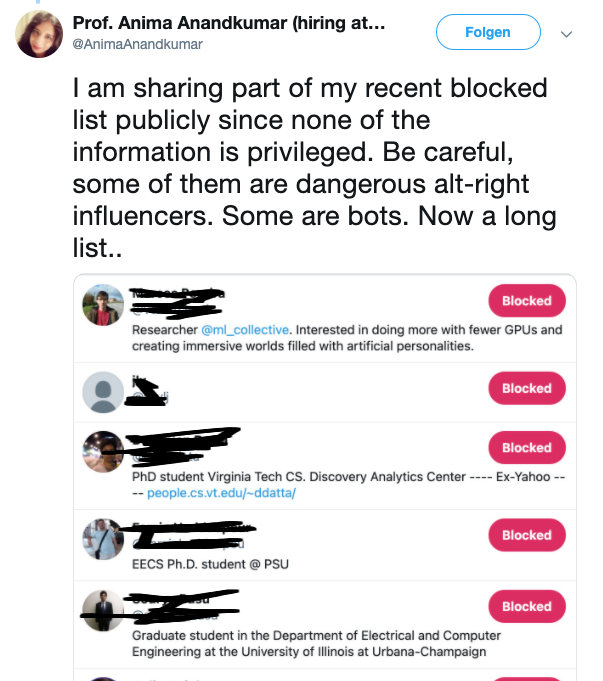 Prof. Anima Anandkumar (hiring at...
@AnimaAnandkumar
Folgen
I am sharing part of my recent blocked
list publicly since none of the
information is privileged. Be careful,
some of them are dangerous alt-right
influencers. Some are bots. Now a long
list..
Blocked
Researcher @ml_collective. Interested in doing more with fewer GPUs and
creating immersive worlds filled with artificial personalities.
Blocked
Blocked
PhD student Virginia Tech CS. Discovery Analytics Center ---- Ex-Yahoo --
-- people.cs.vt.edu/~ddatta/
Blocked
EECS Ph.D. student @ PSU
Blocked
Graduate student in the Department of Electrical and Computer
Engineering at the University of Illinois at Urbana-Champaign